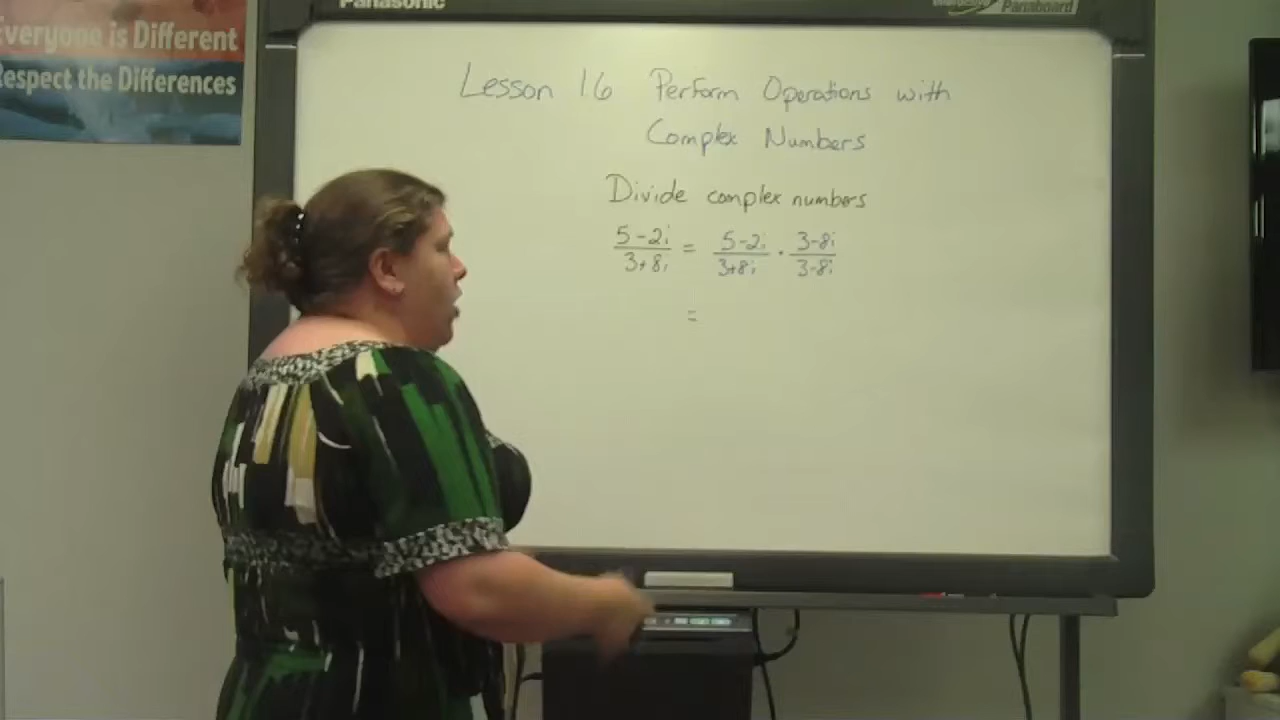 Panasonic
Panaboard
Everyone is Different
Respect the Differences
Lesson 16 Perform Operations with
Complex Numbers
Divide complex numbers
5-2i / 3+8i = 5-2i / 3+8i · 3-8i / 3-8i
=